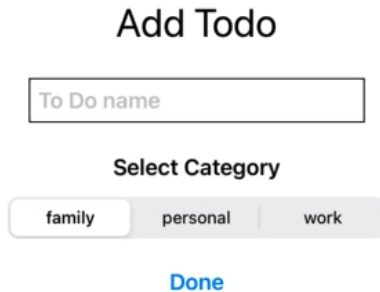 Add Todo
To Do name
Select Category
family personal work
Done